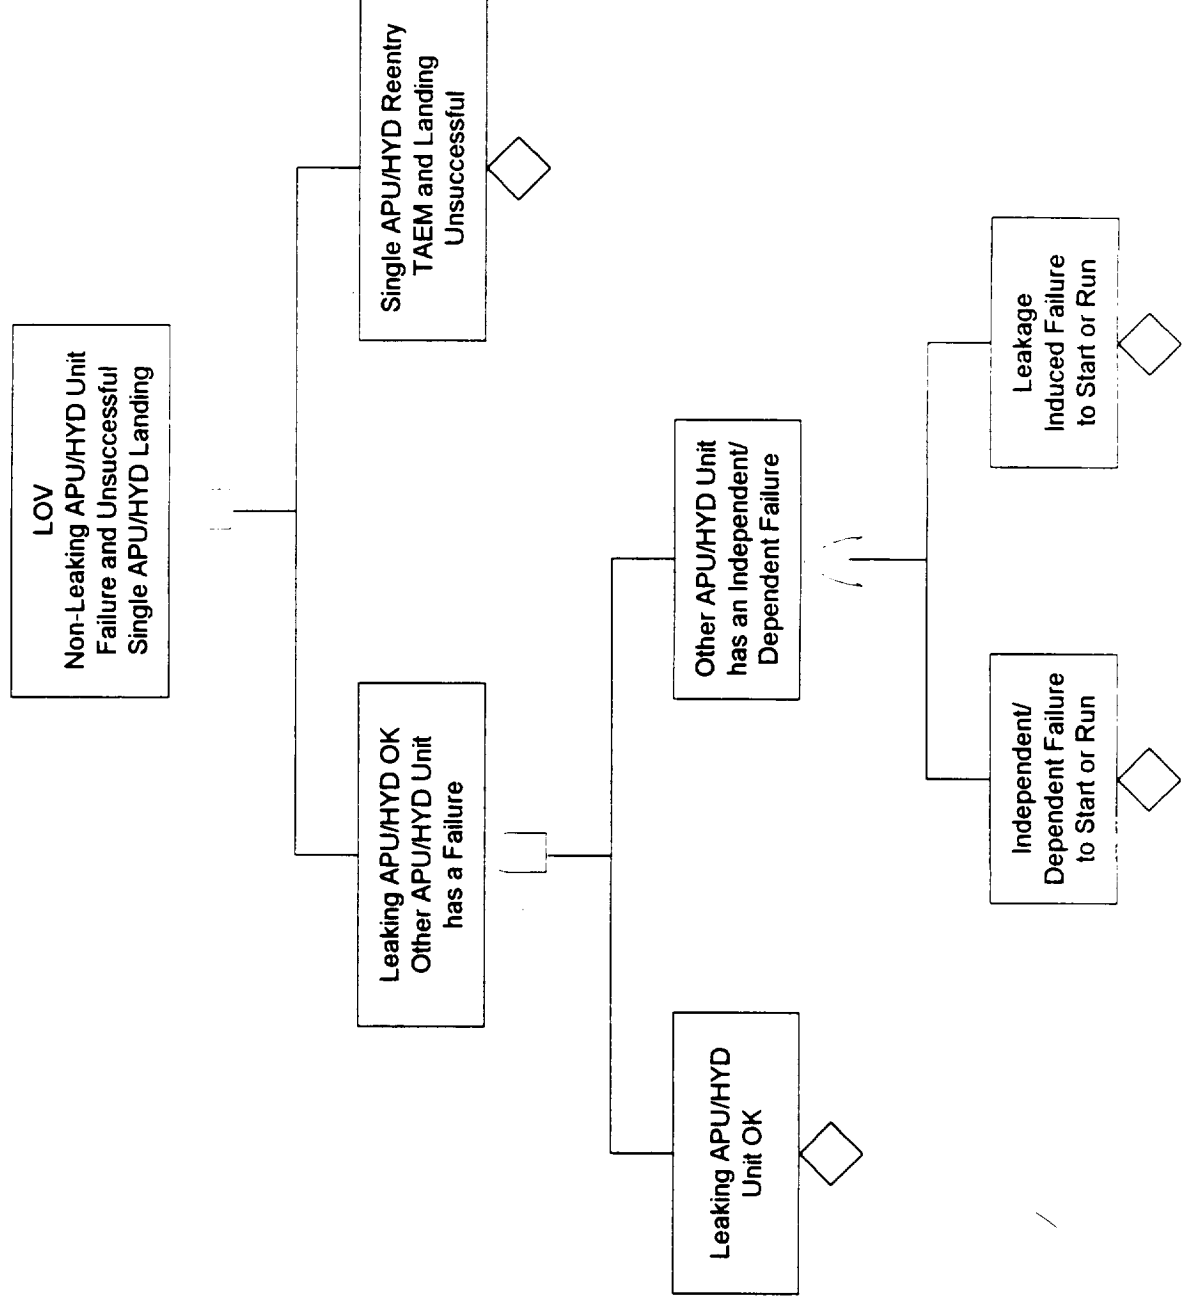 LOV
Non-Leaking APU/HYD Unit
Failure and Unsuccessful
Single APU/HYD Landing
Leaking APU/HYD OK
Other APU/HYD Unit
has a Failure
Single APU/HYD Reentry
TAEM and Landing
Unsuccessful
Leaking APU/HYD
Unit OK
Other APU/HYD Unit
has an Independent/
Dependent Failure
Independent/
Dependent Failure
to Start or Run
Leakage
Induced Failure
to Start or Run